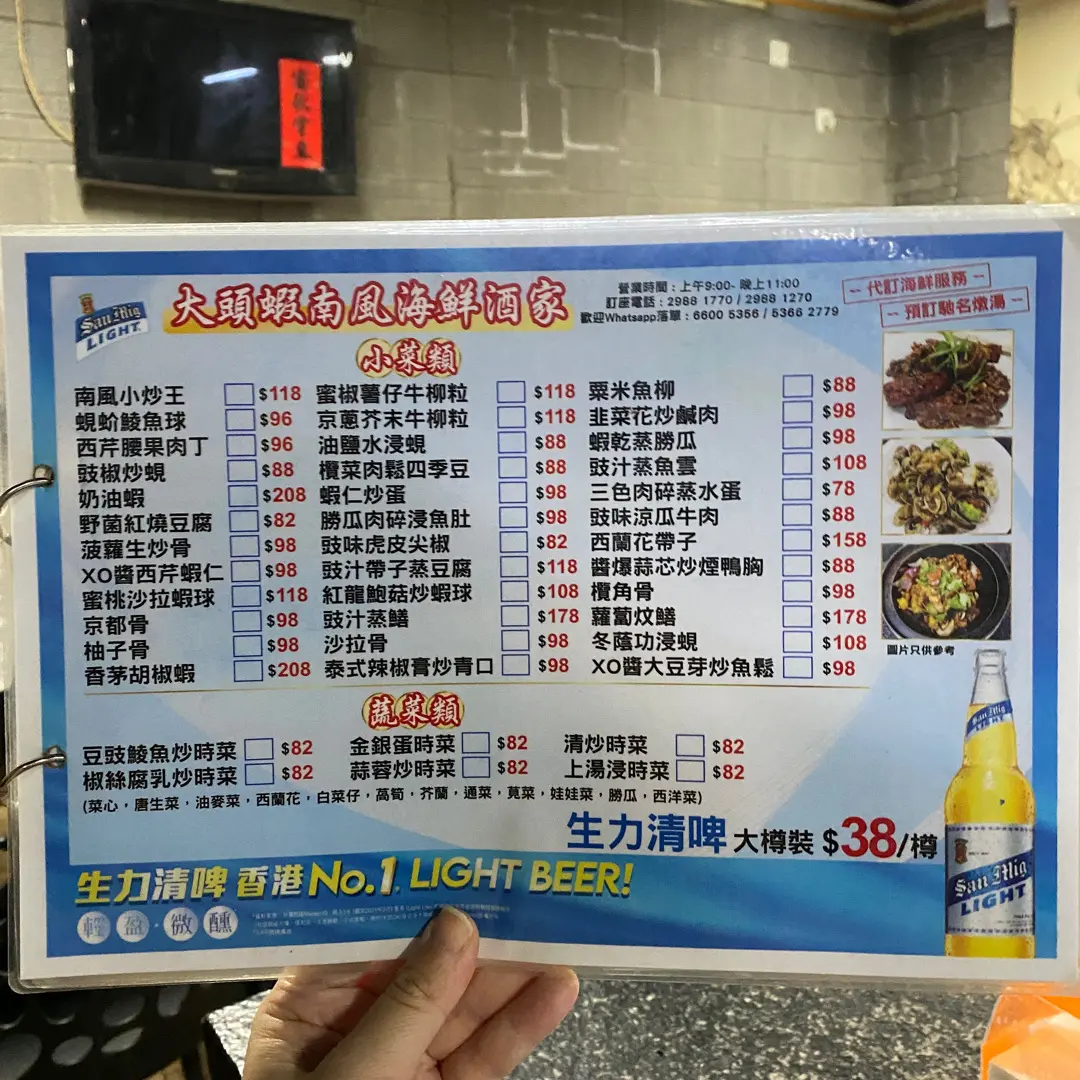 San Mig
LIGHT
大頭蝦南風海鮮酒家
營業時間：上午9:00- 晚上11:00
訂座電話：2988 1770 / 2988 1270
歡迎Whatsapp落單：6600 5356 / 5366 2779
代訂海鮮服務
預訂馳名燉湯
小菜類
南風小炒王 $118 蜜椒薯仔牛柳粒 $118 粟米魚柳 $88
蜆蚧鯪魚球 $96 京蔥芥末牛柳粒 $118 韭菜花炒鹹肉 $98
西芹腰果肉丁 $96 油鹽水浸蜆 $88 蝦乾蒸勝瓜 $98
豉椒炒蜆 $88 欖菜肉鬆四季豆 $88 豉汁蒸魚雲 $108
奶油蝦 $208 蝦仁炒蛋 $98 三色肉碎蒸水蛋 $78
野菌紅燒豆腐 $82 勝瓜肉碎浸魚肚 $98 豉味涼瓜牛肉 $88
菠蘿生炒骨 $98 豉味虎皮尖椒 $82 西蘭花帶子 $158
XO醬西芹蝦仁 $98 豉汁帶子蒸豆腐 $118 醬爆蒜芯炒煙鴨胸 $88
蜜桃沙拉蝦球 $118 紅龍鮑菇炒蝦球 $108 欖角骨 $98
京都骨 $98 豉汁蒸鱔 $178 蘿蔔炆鱔 $178
柚子骨 $98 沙拉骨 $98 冬蔭功浸蜆 $108
香茅胡椒蝦 $208 泰式辣椒膏炒青口 $98 XO醬大豆芽炒魚鬆 $98
圖片只供參考
蔬菜類
豆豉鯪魚炒時菜 $82 金銀蛋時菜 $82 清炒時菜 $82
椒絲腐乳炒時菜 $82 蒜蓉炒時菜 $82 上湯浸時菜 $82
(菜心，唐生菜，油麥菜，西蘭花，白菜仔，萵筍，芥蘭，通菜，莧菜，娃娃菜，勝瓜，西洋菜)
生力清啤 大樽裝 $38/樽
生力清啤 香港 No.1 LIGHT BEER!
輕盈・微醺
San Mig
LIGHT
San Mig
LIGHT